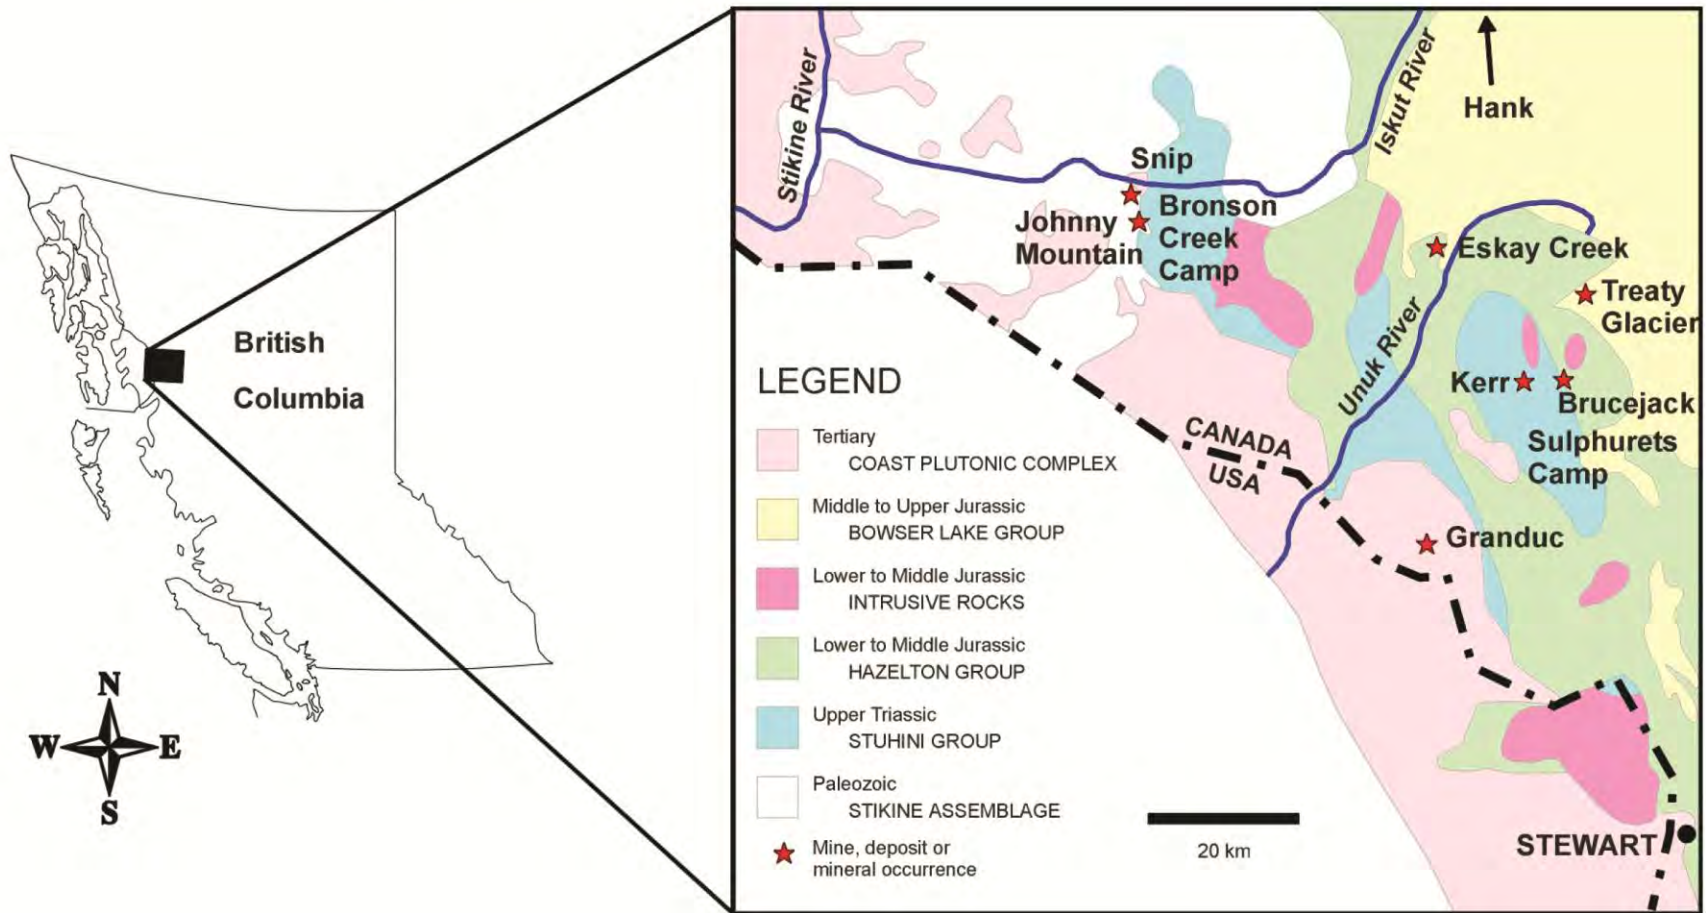 British
Columbia
N
W
E
S
Stikine River
Iskut River
Hank
Snip
Johnny
Mountain
Bronson
Creek
Camp
Eskay Creek
Treaty
Glacier
Unuk River
Kerr
Brucejack
Sulphurets
Camp
CANADA
USA
Granduc
STEWART
LEGEND
Tertiary
COAST PLUTONIC COMPLEX
Middle to Upper Jurassic
BOWSER LAKE GROUP
Lower to Middle Jurassic
INTRUSIVE ROCKS
Lower to Middle Jurassic
HAZELTON GROUP
Upper Triassic
STUHINI GROUP
Paleozoic
STIKINE ASSEMBLAGE
Mine, deposit or
mineral occurrence
20 km